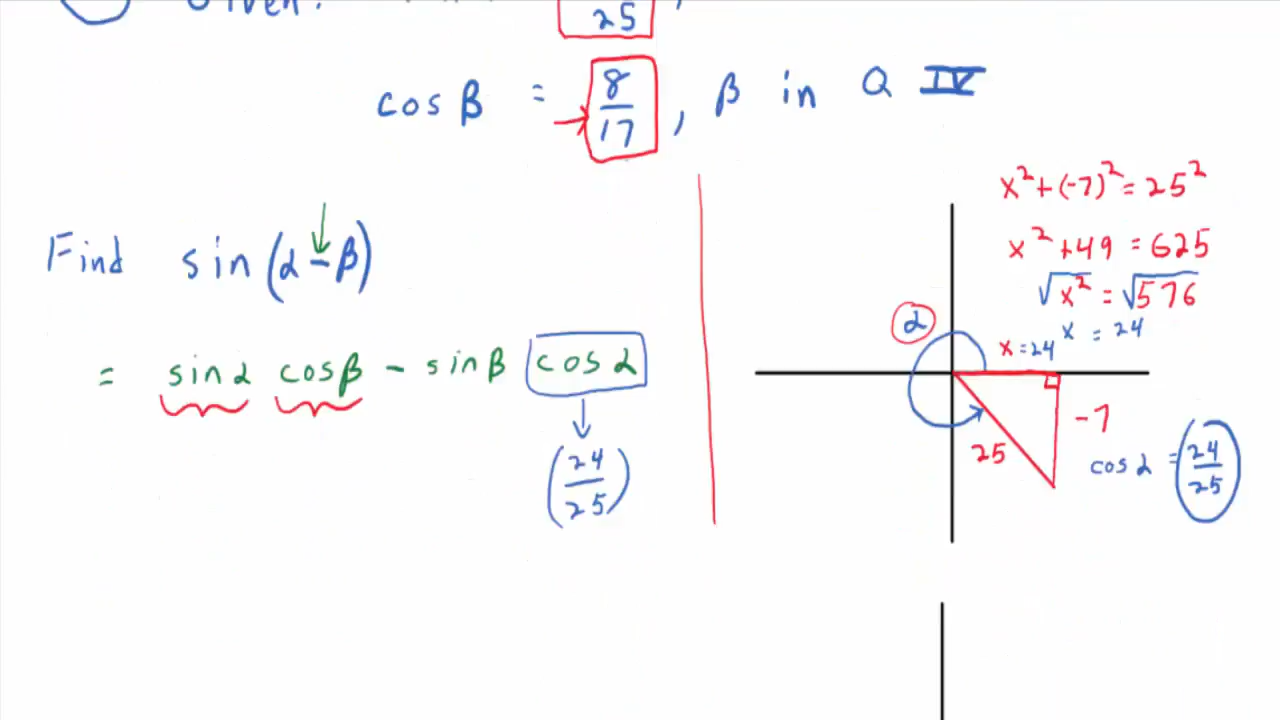 Given:
25
cos β = 8/17, β in Q IV
Find sin(α - β)
= sin α cos β - sin β cos α
(24/25)
x² + (-7)² = 25²
x² + 49 = 625
√x² = √576
x = 24
x = 24
α
-7
25
cos α = 24/25